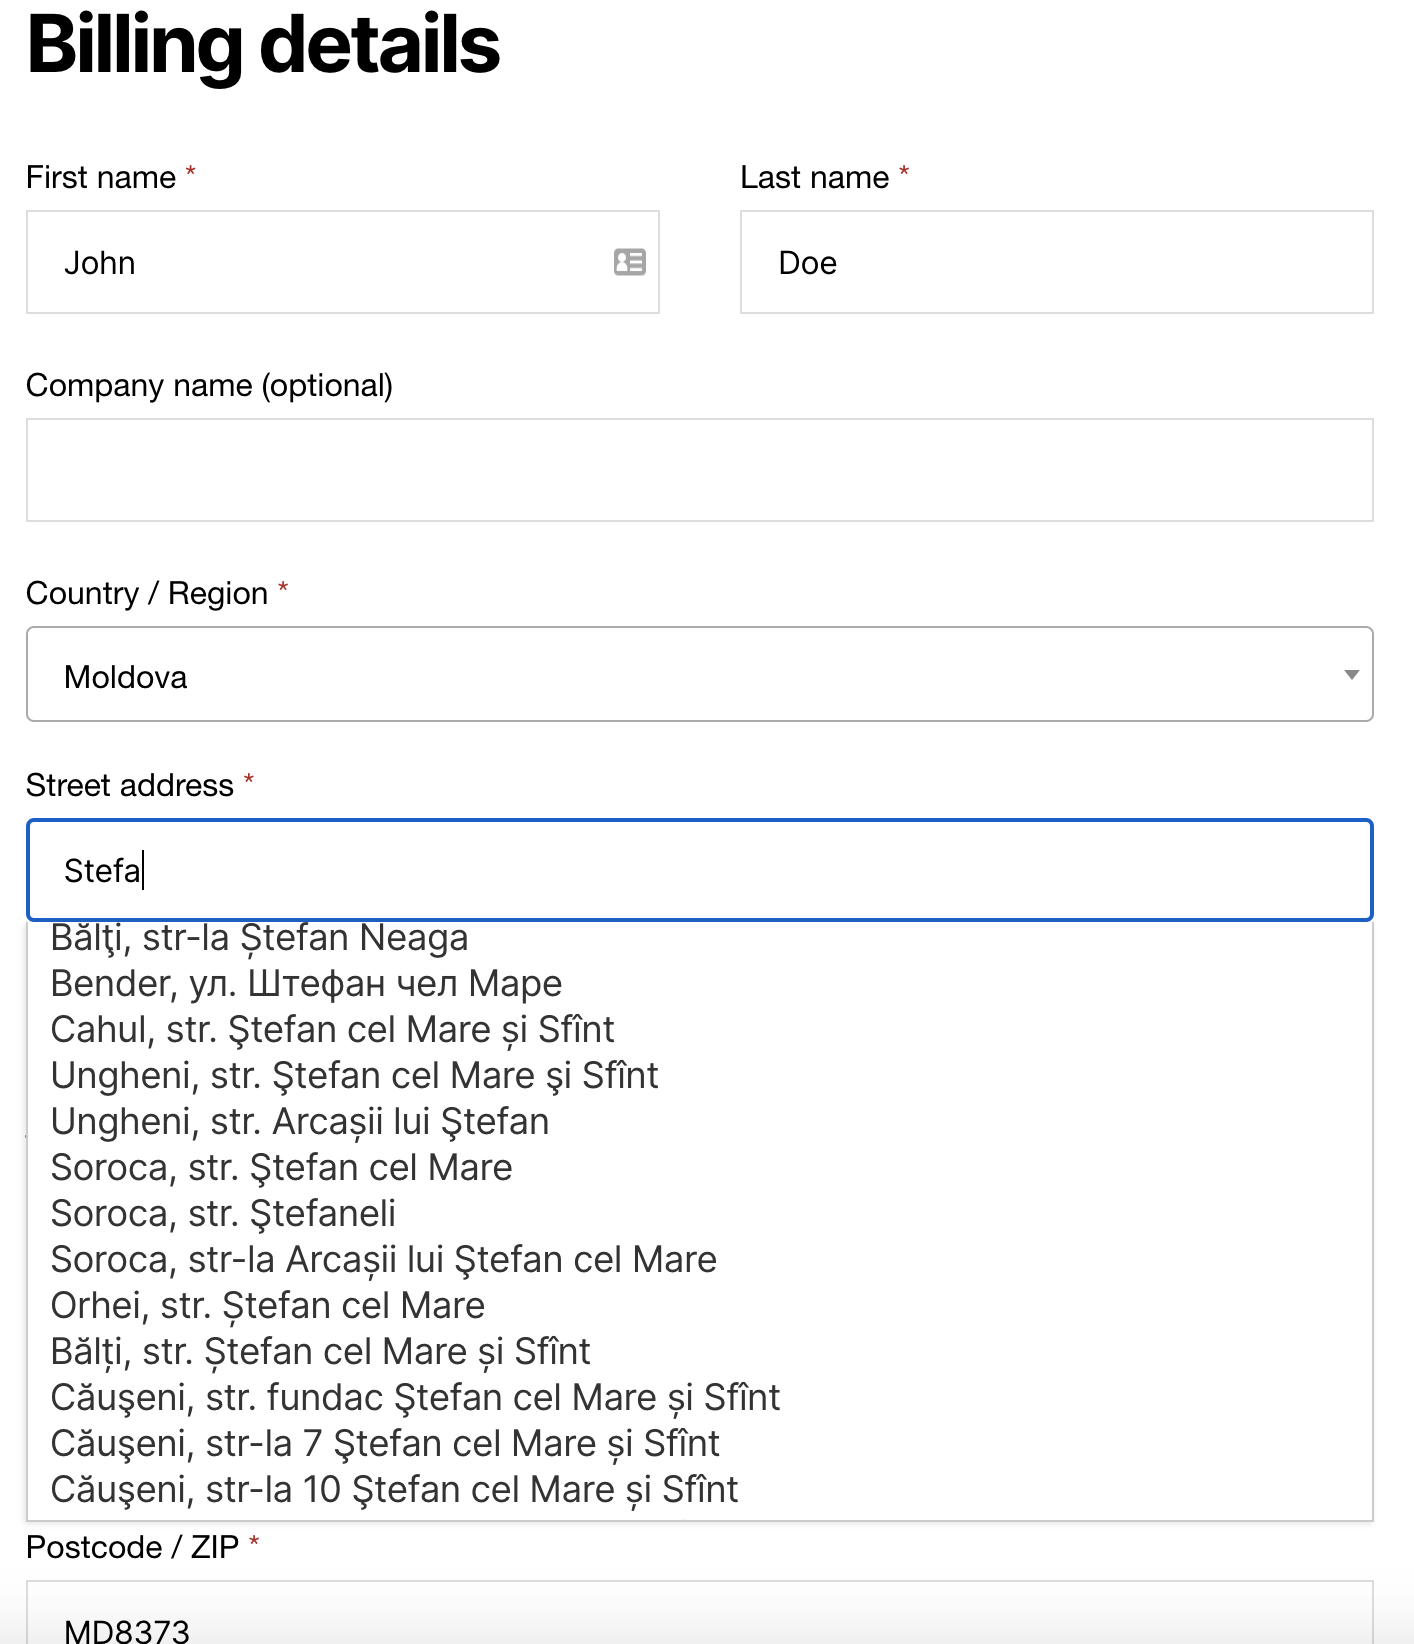 Billing details
First name *
Last name *
John
Doe
Company name (optional)
Country / Region *
Moldova
Street address *
Stefa
Bălţi, str-la Ștefan Neaga
Bender, ул. Штефан чел Маре
Cahul, str. Ştefan cel Mare și Sfînt
Ungheni, str. Ştefan cel Mare şi Sfînt
Ungheni, str. Arcașii lui Ştefan
Soroca, str. Ştefan cel Mare
Soroca, str. Ştefaneli
Soroca, str-la Arcașii lui Ştefan cel Mare
Orhei, str. Ștefan cel Mare
Bălți, str. Ștefan cel Mare și Sfînt
Căuşeni, str. fundac Ştefan cel Mare și Sfînt
Căuşeni, str-la 7 Ştefan cel Mare și Sfînt
Căuşeni, str-la 10 Ştefan cel Mare și Sfînt
Postcode / ZIP *
MD8373